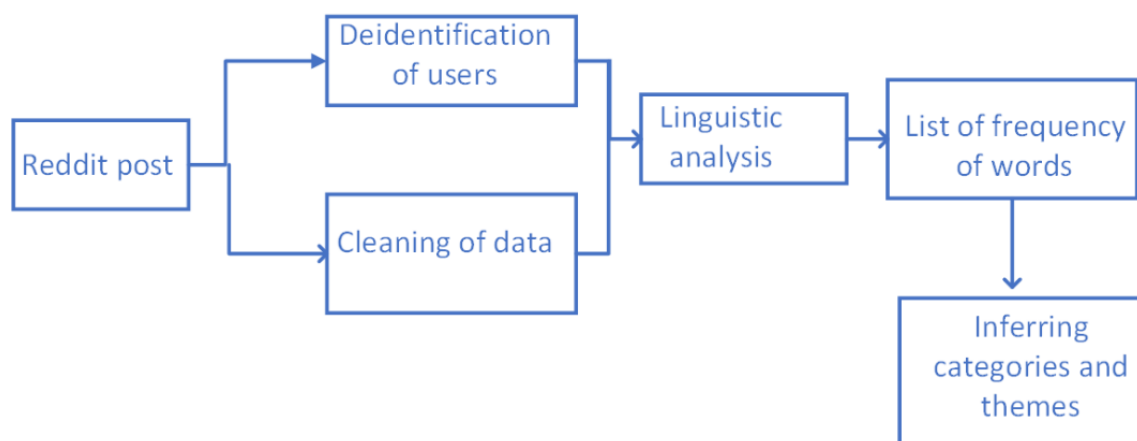 Reddit post
Deidentification
of users
Cleaning of data
Linguistic
analysis
List of frequency
of words
Inferring
categories and
themes